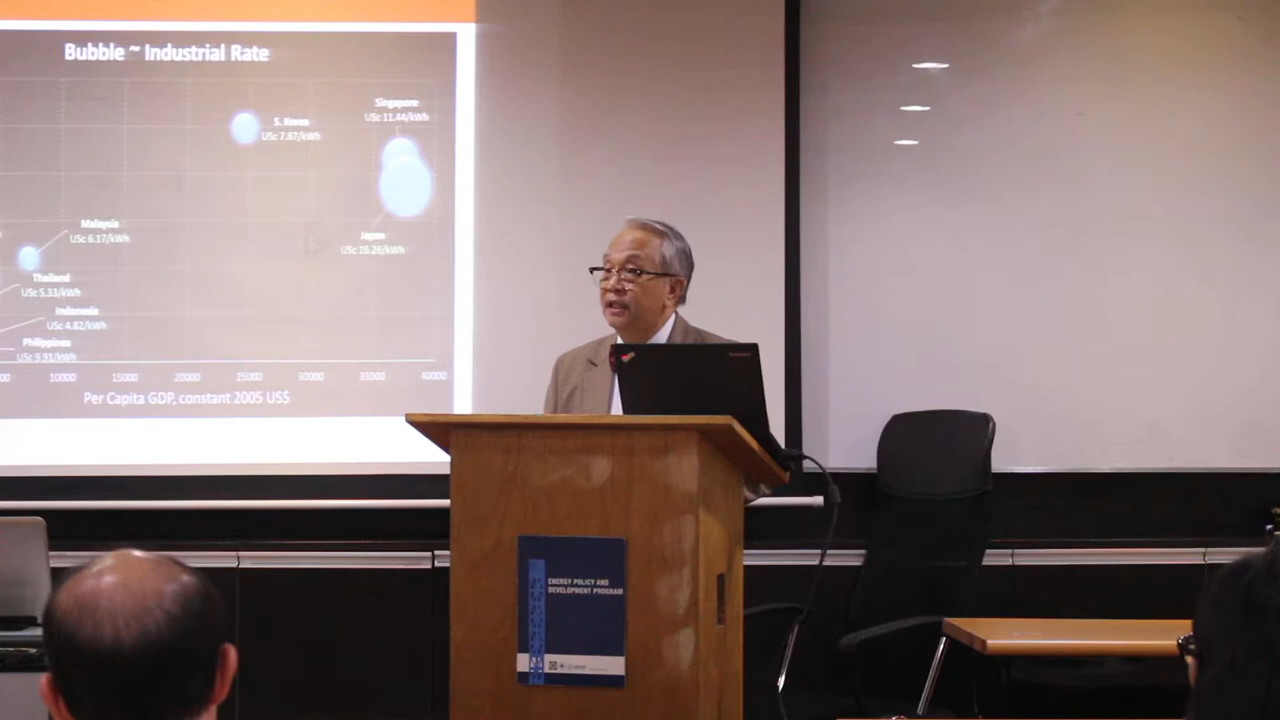 Bubble ~ Industrial Rate
Singapore
USc 11.44/kWh
S. Korea
USc 7.87/kWh
Malaysia
USc 6.17/kWh
Japan
USc 16.26/kWh
Thailand
USc 5.33/kWh
Indonesia
USc 4.82/kWh
Philippines
USc 9.91/kWh
10000 15000 20000 25000 30000 35000 40000
Per Capita GDP, constant 2005 US$
ENERGY POLICY AND
DEVELOPMENT PROGRAM